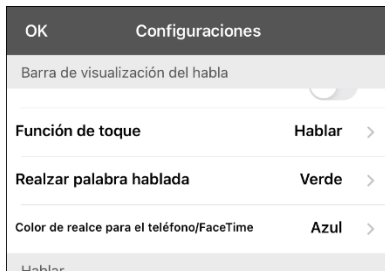 OK Configuraciones
Barra de visualización del habla
Función de toque Hablar
Realzar palabra hablada Verde
Color de realce para el teléfono/FaceTime Azul
Hablar